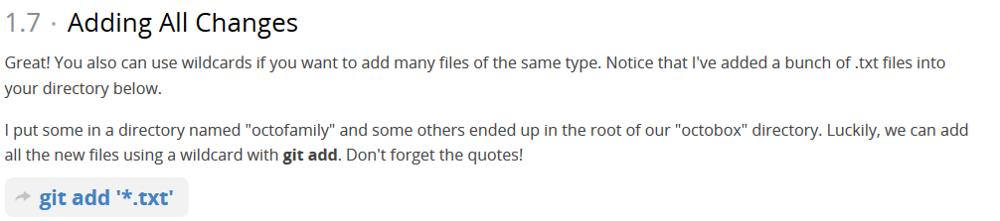 1.7 · Adding All Changes
Great! You also can use wildcards if you want to add many files of the same type. Notice that I've added a bunch of .txt files into
your directory below.
I put some in a directory named "octofamily" and some others ended up in the root of our "octobox" directory. Luckily, we can add
all the new files using a wildcard with git add. Don't forget the quotes!
git add '*.txt'